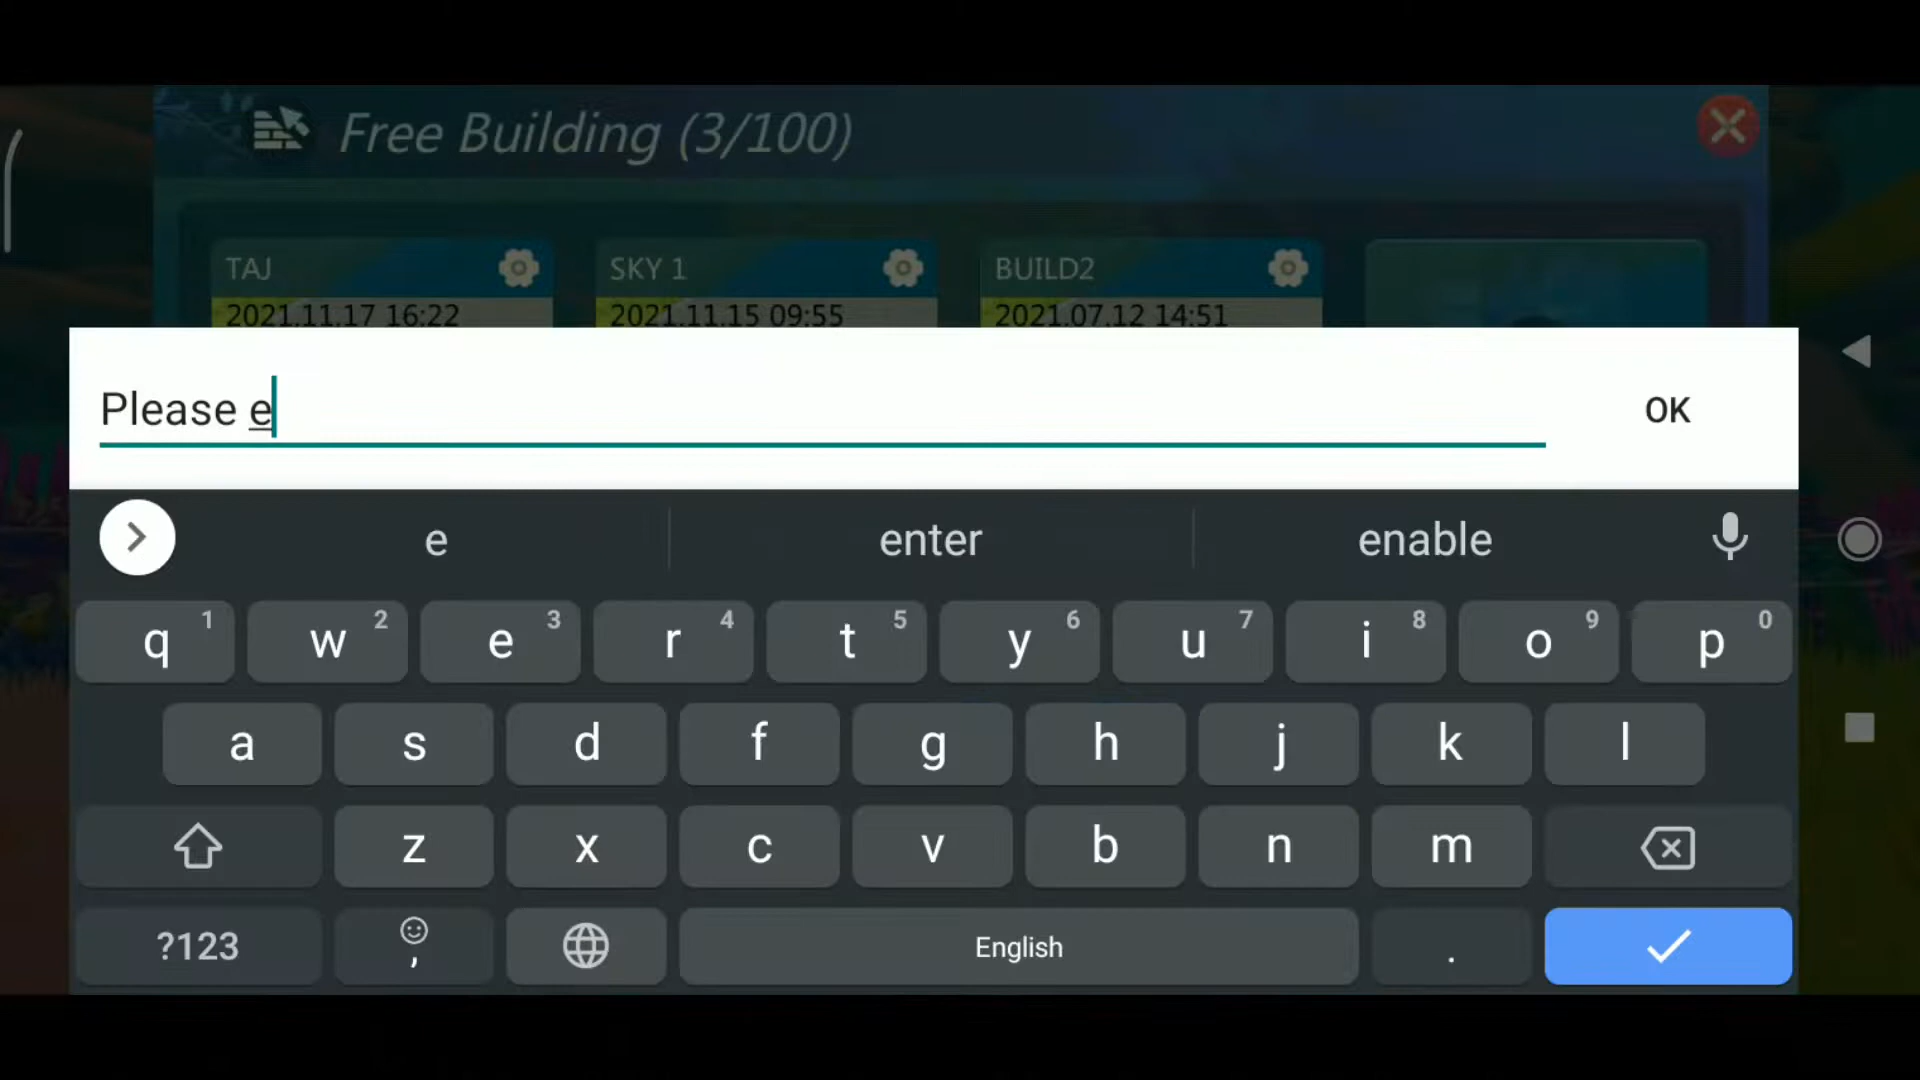 Free Building (3/100)
TAJ
SKY 1
BUILD2
2021.11.17 16:22
2021.11.15 09:55
2021.07.12 14:51
Please e
OK
e
enter
enable
q 1 w 2 e 3 r 4 t 5 y 6 u 7 i 8 o 9 p 0
a s d f g h j k l
z x c v b n m
?123 , English .